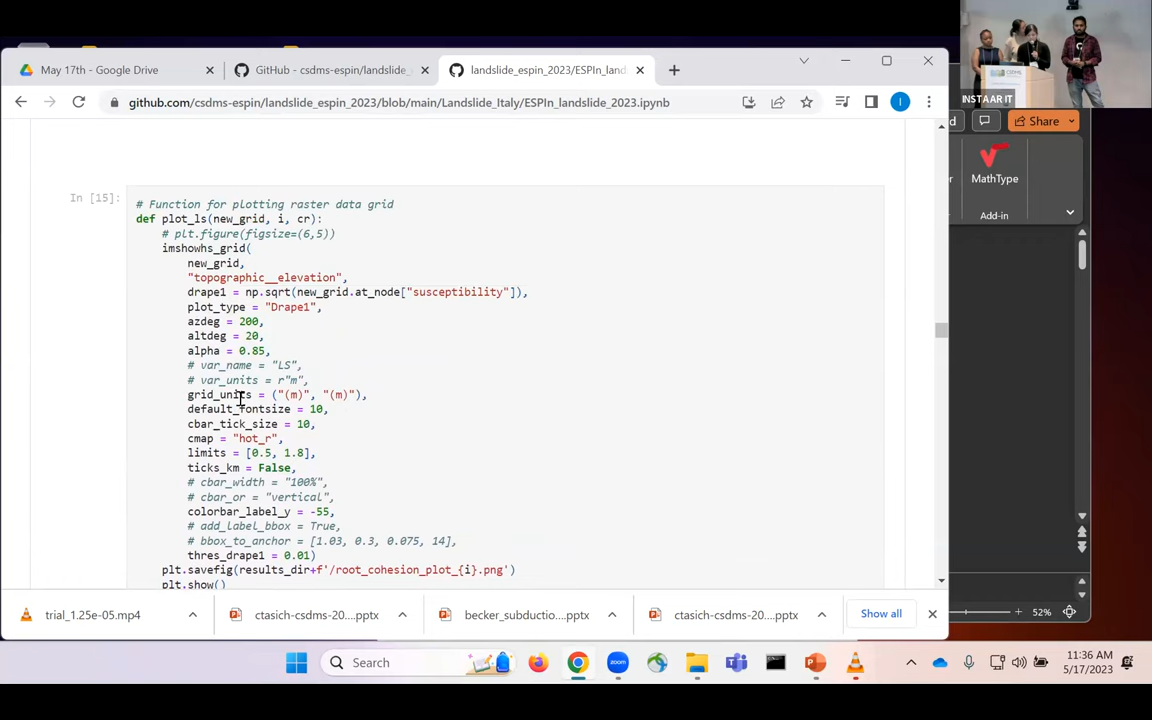 May 17th - Google Drive
GitHub - csdms-espin/landslide_
landslide_espin_2023/ESPIn_land
github.com/csdms-espin/landslide_espin_2023/blob/main/Landslide_Italy/ESPIn_landslide_2023.ipynb
INSTAAR IT
d
Share
MathType
Add-in
In [15]:
# Function for plotting raster data grid
def plot_ls(new_grid, i, cr):
# plt.figure(figsize=(6,5))
imshowhs_grid(
new_grid,
"topographic__elevation",
drape1 = np.sqrt(new_grid.at_node["susceptibility"]),
plot_type = "Drape1",
azdeg = 200,
altdeg = 20,
alpha = 0.85,
# var_name = "LS",
# var_units = r"m",
grid_units = ("(m)", "(m)"),
default_fontsize = 10,
cbar_tick_size = 10,
cmap = "hot_r",
limits = [0.5, 1.8],
ticks_km = False,
# cbar_width = "100%",
# cbar_or = "vertical",
colorbar_label_y = -55,
# add_label_bbox = True,
# bbox_to_anchor = [1.03, 0.3, 0.075, 14],
thres_drape1 = 0.01)
plt.savefig(results_dir+f'/root_cohesion_plot_{i}.png')
plt.show()
trial_1.25e-05.mp4
ctasich-csdms-20....pptx
becker_subductio....pptx
ctasich-csdms-20....pptx
Show all
52%
Search
11:36 AM
5/17/2023